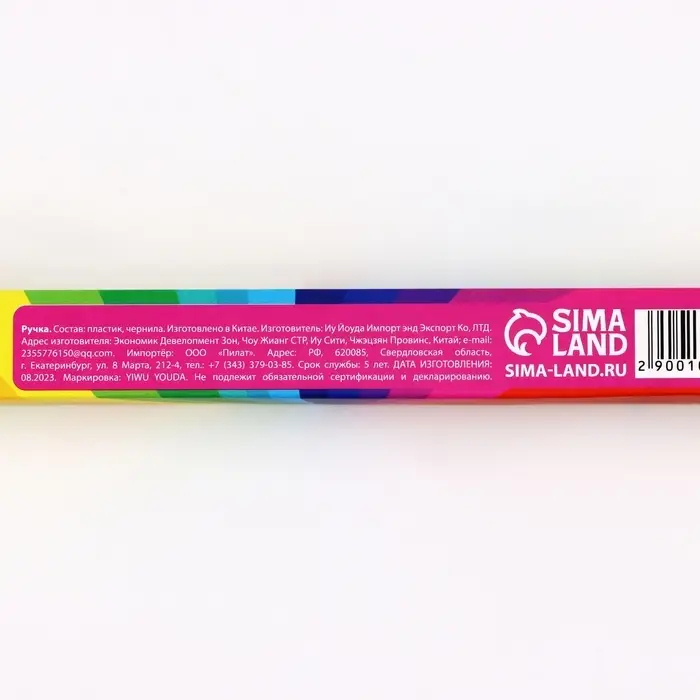 Ручка. Состав: пластик, чернила. Изготовлено в Китае. Изготовитель: Иу Йоуда Импорт энд Экспорт Ко, ЛТД.
Адрес изготовителя: Экономик Девелопмент Зон, Чоу Жианг СТР, Иу Сити, Чжэцзян Провинс, Китай; e-mail:
2355776150@qq.com. Импортёр: ООО «Пилат». Адрес: РФ, 620085, Свердловская область,
г. Екатеринбург, ул. 8 Марта, 212-4, тел.: +7 (343) 379-03-85. Срок службы: 5 лет. ДАТА ИЗГОТОВЛЕНИЯ:
08.2023. Маркировка: YIWU YOUDA. Не подлежит обязательной сертификации и декларированию.
SIMA
LAND
SIMA-LAND.RU
2 90010